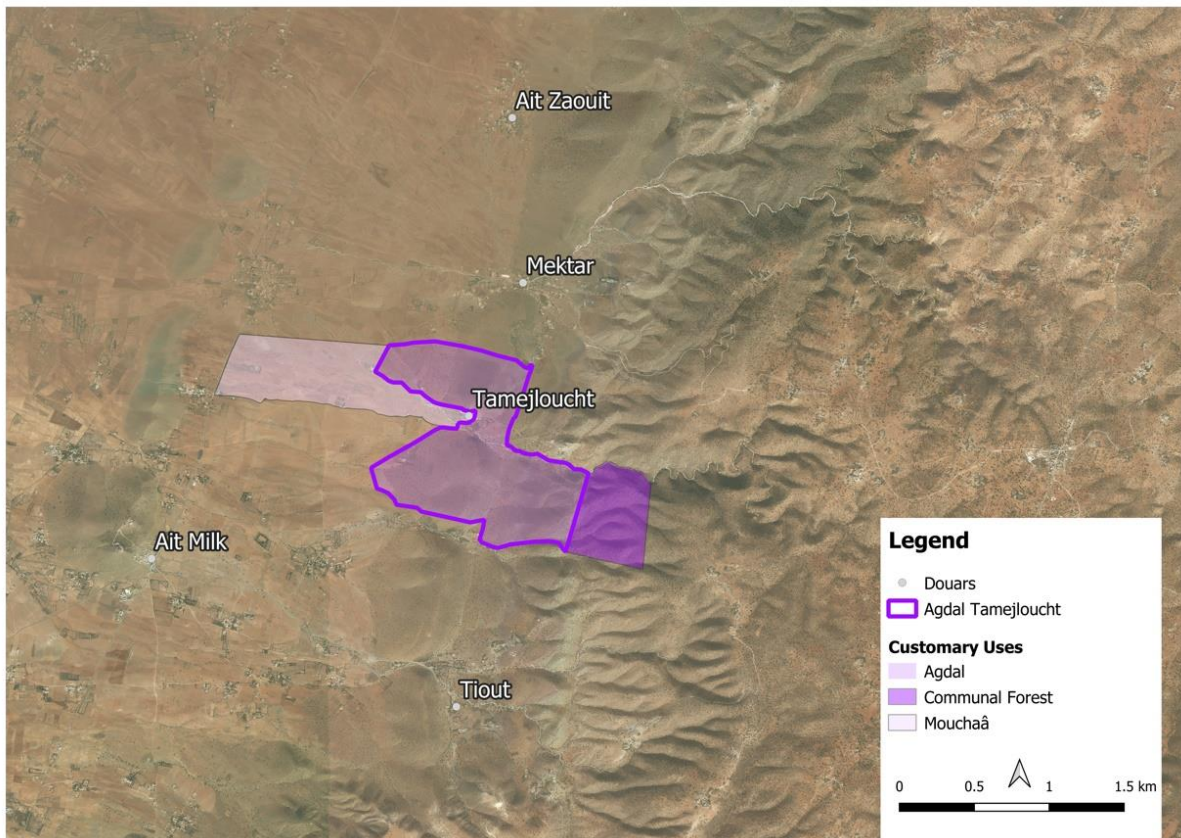 Ait Zaouit
Mektar
Tamejloucht
Ait Milk
Tiout
Legend
Douars
Agdal Tamejloucht
Customary Uses
Agdal
Communal Forest
Mouchaâ
0 0.5 1 1.5 km